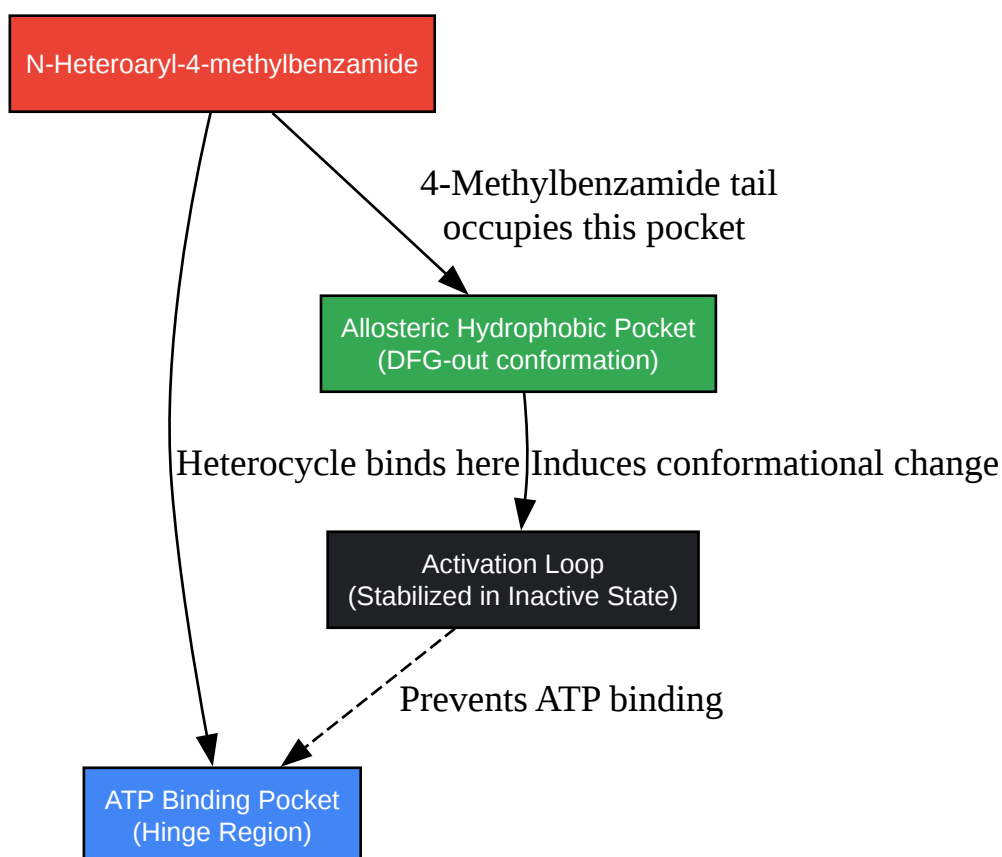 N-Heteroaryl-4-methylbenzamide
4-Methylbenzamide tail
occupies this pocket
Allosteric Hydrophobic Pocket
(DFG-out conformation)
Heterocycle binds here
Induces conformational change
Activation Loop
(Stabilized in Inactive State)
Prevents ATP binding
ATP Binding Pocket
(Hinge Region)